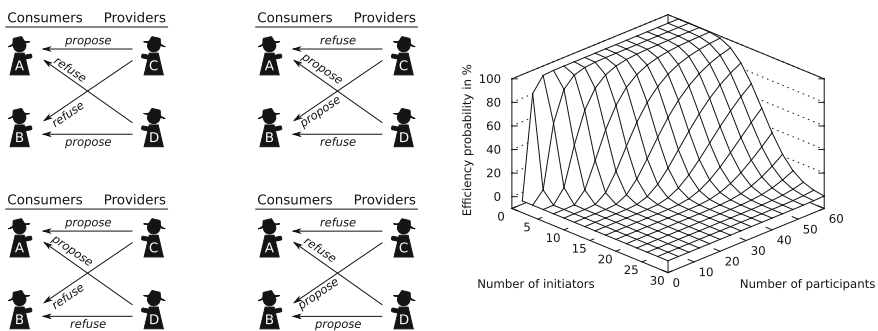 Consumers Providers
propose
A C
refuse
refuse
B D
propose
Consumers Providers
refuse
A C
propose
propose
B D
refuse
Consumers Providers
propose
A C
propose
refuse
B D
refuse
Consumers Providers
refuse
A C
refuse
propose
B D
propose
Efficiency probability in %
100
80
60
40
20
0
0 5 10 15 20 25 30
Number of initiators
0 10 20 30 40 50 60
Number of participants